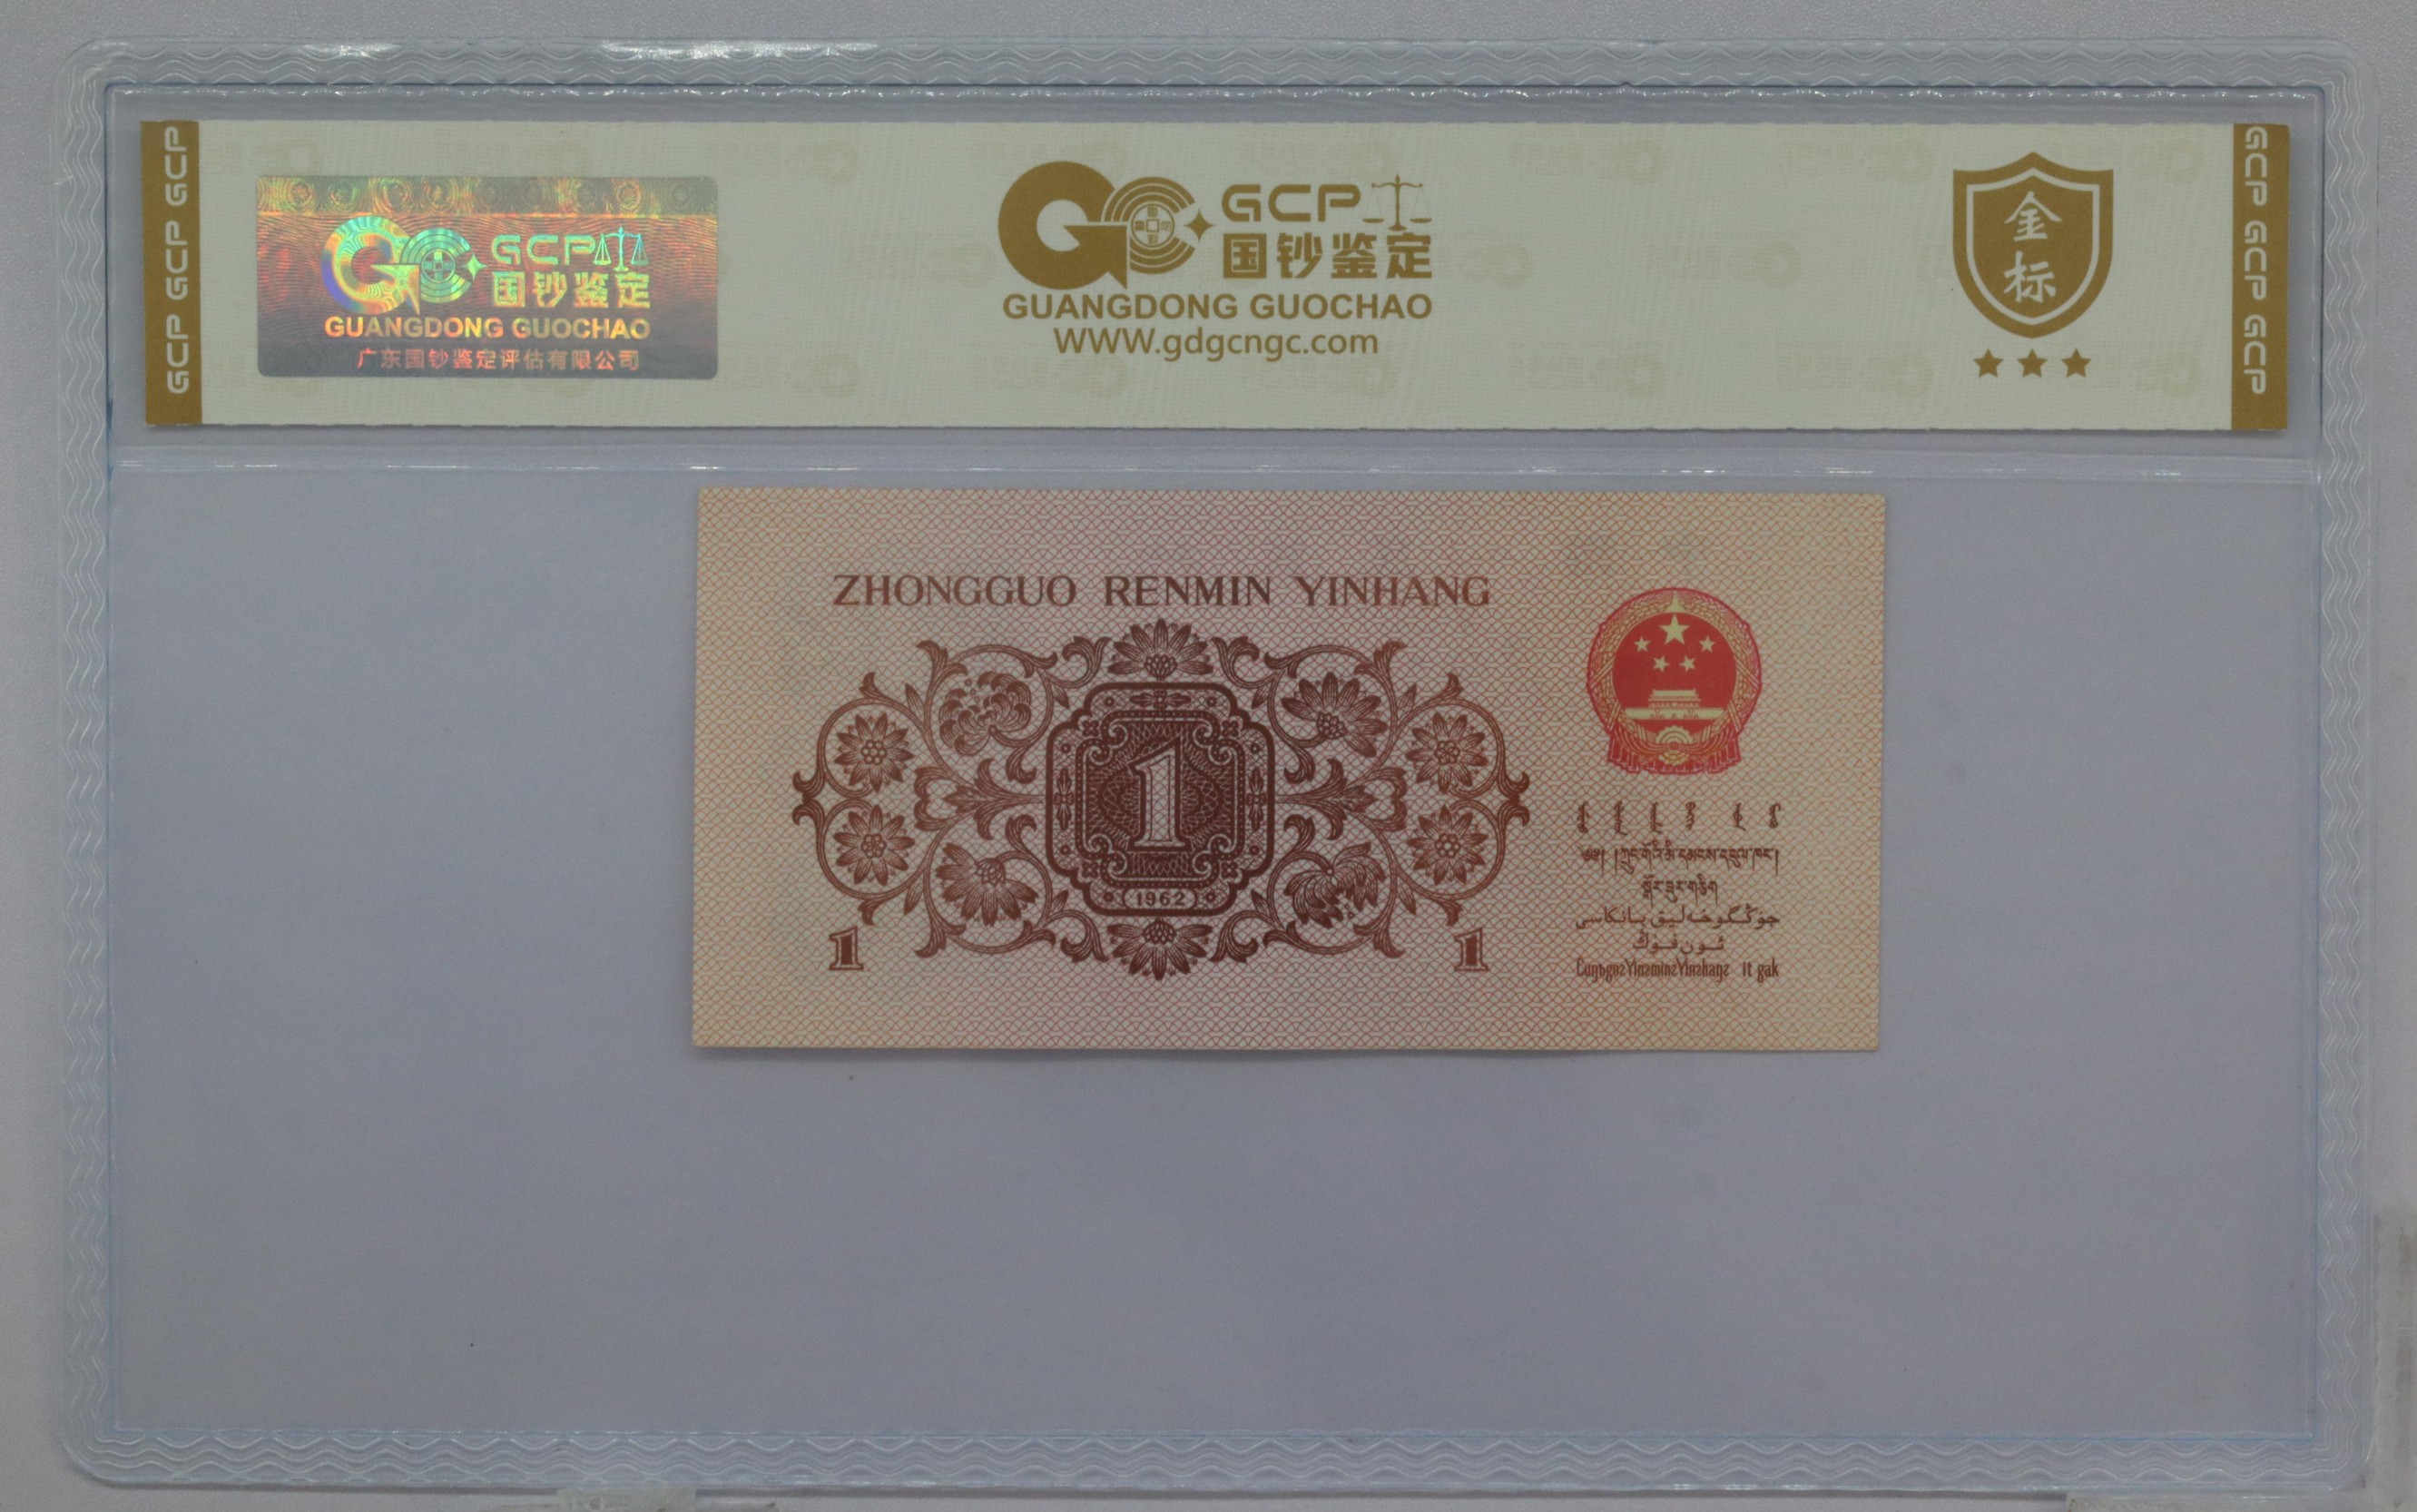 GCP GCP GCP
GCP
国钞鉴定
GUANGDONG GUOCHAO
广东国钞鉴定评估有限公司
GCP
国钞鉴定
GUANGDONG GUOCHAO
WWW.gdgcngc.com
金
标
GCP GCP GCP
ZHONGGUO RENMIN YINHANG
1
1962
1
1